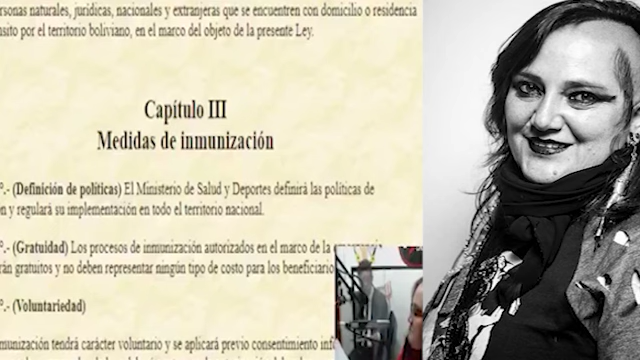 ersonas naturales, jurídicas, nacionales y extranjeras que se encuentren con domicilio o residencia
nsito por el territorio boliviano, en el marco del objeto de la presente Ley.
Capítulo III
Medidas de inmunización
°.- (Definición de políticas) El Ministerio de Salud y Deportes definirá las políticas de
n y regulará su implementación en todo el territorio nacional.
°.- (Gratuidad) Los procesos de inmunización autorizados en el marco de la
rán gratuitos y no deben representar ningún tipo de costo para los beneficiario
°.- (Voluntariedad)
munización tendrá carácter voluntario y se aplicará previo consentimiento inf